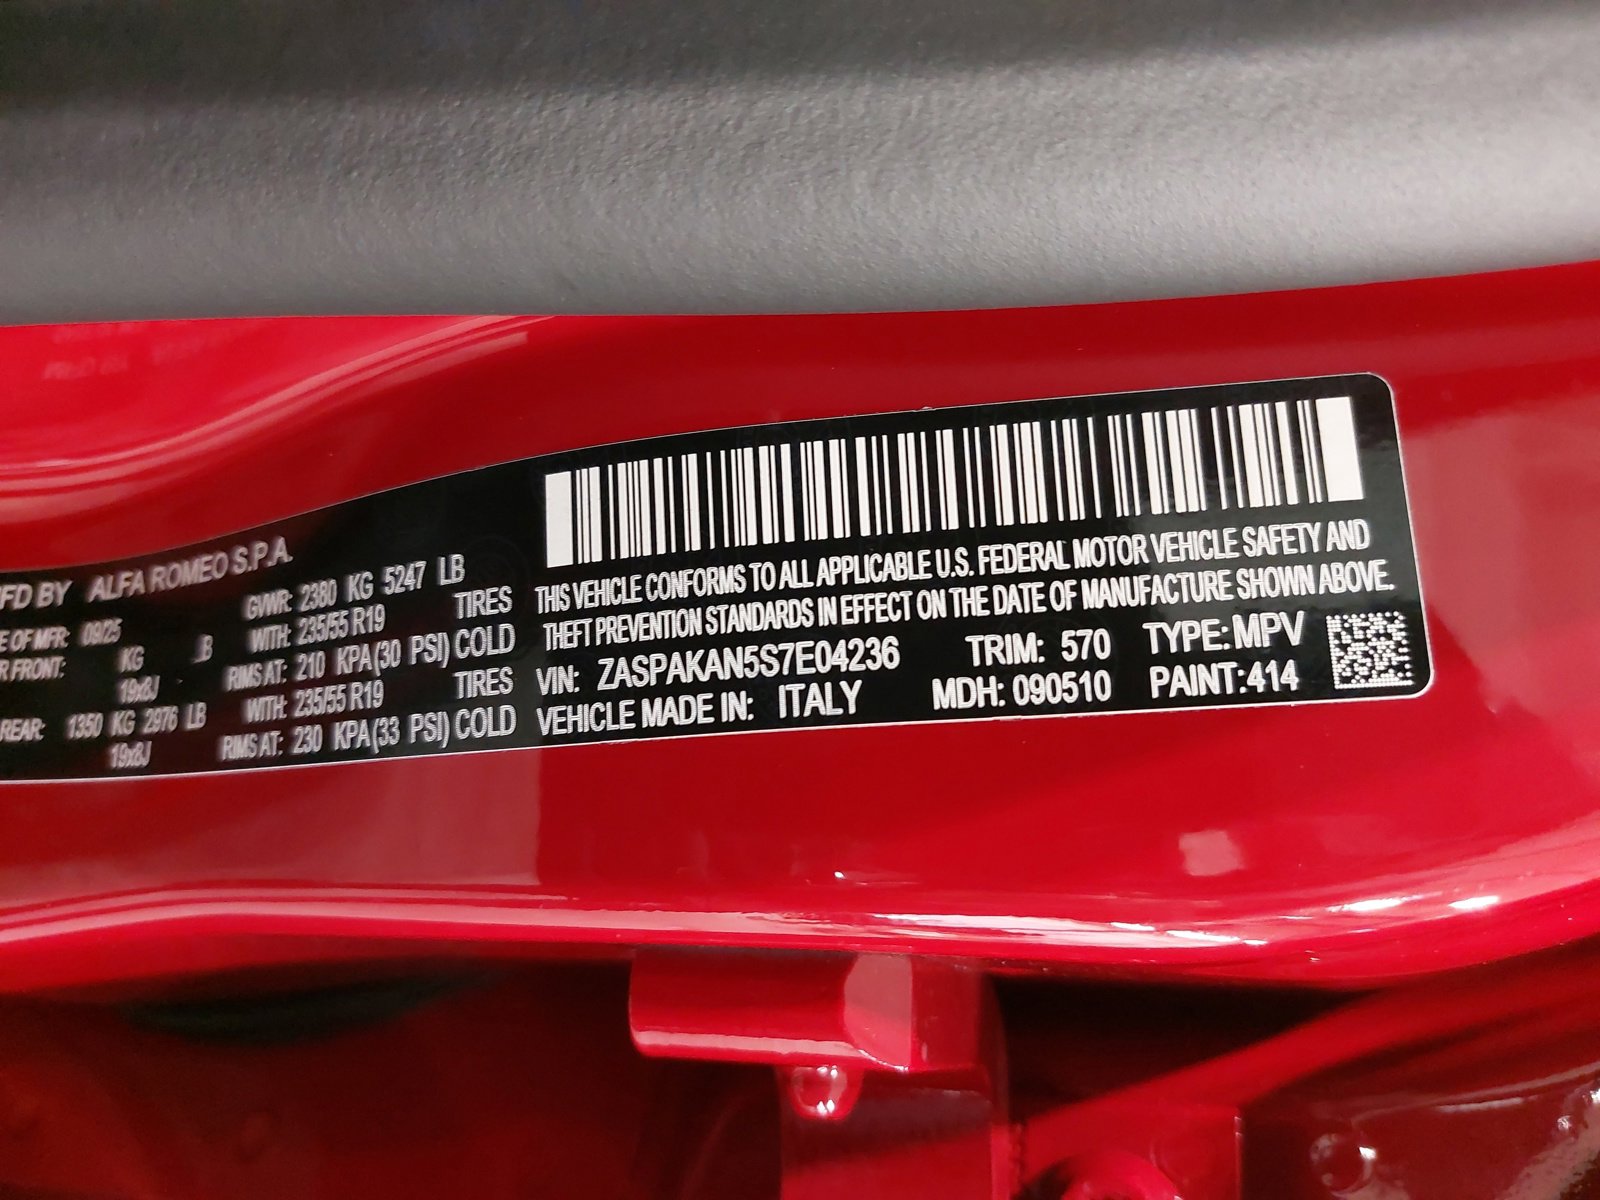 FD BY ALFA ROMEO S.P.A.
E OF MFR: 09/25 GVWR: 2380 KG 5247 LB
R FRONT: KG LB WITH: 235/55 R19 TIRES
19x8J RIMS AT: 210 KPA(30 PSI) COLD
REAR: 1350 KG 2976 LB WITH: 235/55 R19 TIRES
19x8J RIMS AT: 230 KPA(33 PSI) COLD
THIS VEHICLE CONFORMS TO ALL APPLICABLE U.S. FEDERAL MOTOR VEHICLE SAFETY AND
THEFT PREVENTION STANDARDS IN EFFECT ON THE DATE OF MANUFACTURE SHOWN ABOVE.
VIN: ZASPAKAN5S7E04236 TRIM: 570 TYPE: MPV
VEHICLE MADE IN: ITALY MDH: 090510 PAINT:414